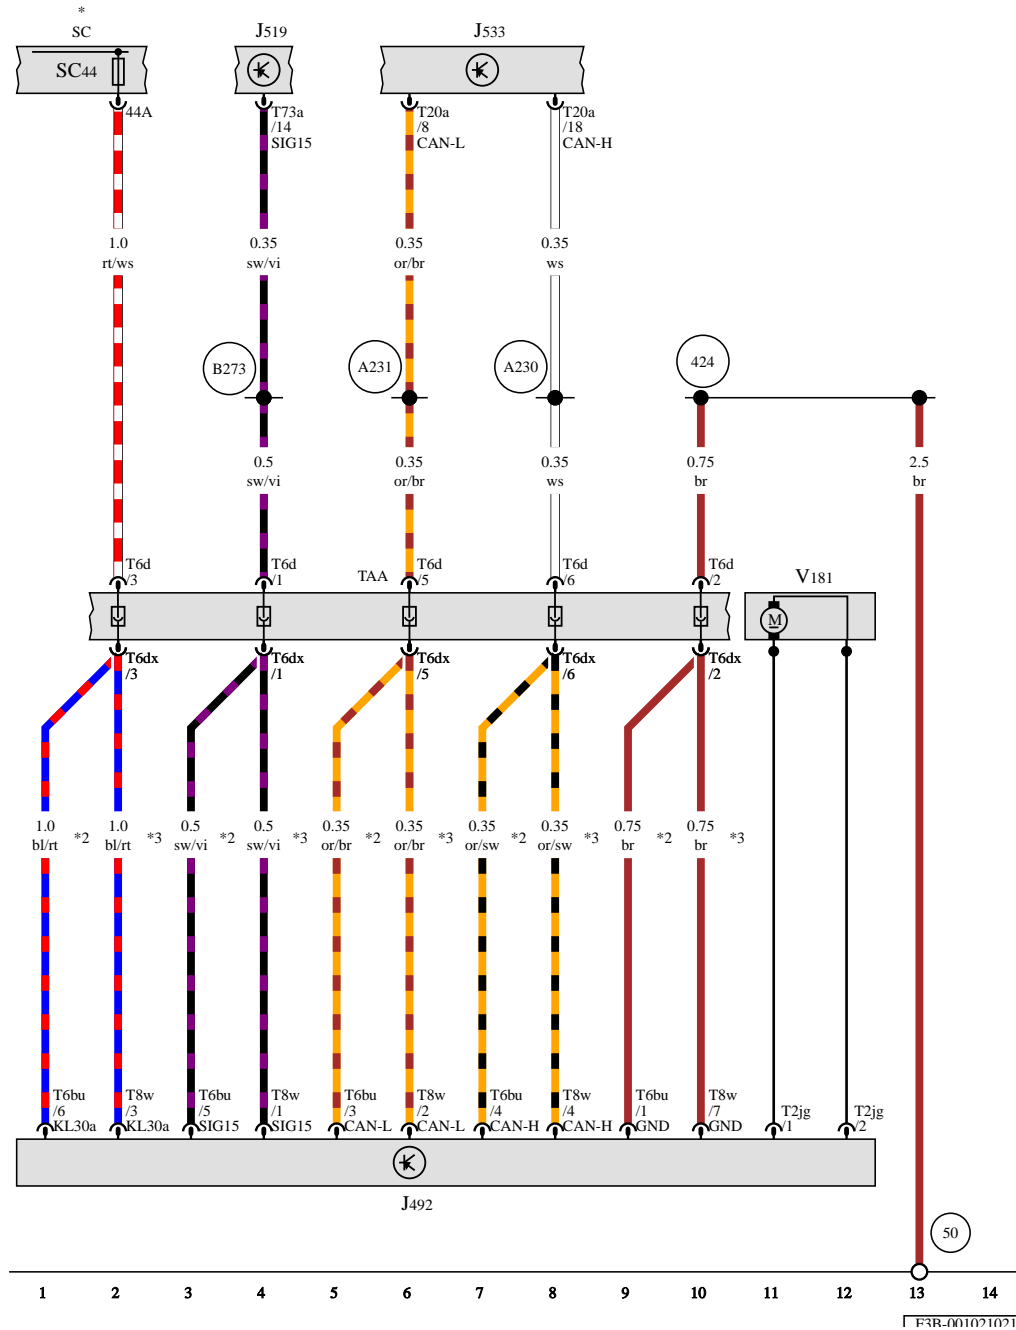 *
SC
J519
J533
SC44
44A
T73a
/14
SIG15
T20a
/8
CAN-L
T20a
/18
CAN-H
1.0
rt/ws
0.35
sw/vi
0.35
or/br
0.35
ws
B273
A231
A230
424
0.5
sw/vi
0.35
or/br
0.35
ws
0.75
br
2.5
br
T6d
/3
T6d
/1
TAA
T6d
/5
T6d
/6
T6d
/2
V181
M
T6dx
/3
T6dx
/1
T6dx
/5
T6dx
/6
T6dx
/2
1.0
bl/rt
*2
1.0
bl/rt
*3
0.5
sw/vi
*2
0.5
sw/vi
*3
0.35
or/br
*2
0.35
or/br
*3
0.35
or/sw
*2
0.35
or/sw
*3
0.75
br
*2
0.75
br
*3
T6bu
/6
KL30a
T8w
/3
KL30a
T6bu
/5
SIG15
T8w
/1
SIG15
T6bu
/3
CAN-L
T8w
/2
CAN-L
T6bu
/4
CAN-H
T8w
/4
CAN-H
T6bu
/1
GND
T8w
/7
GND
T2jg
/1
T2jg
/2
J492
50
1 2 3 4 5 6 7 8 9 10 11 12 13 14
F3B-001021021